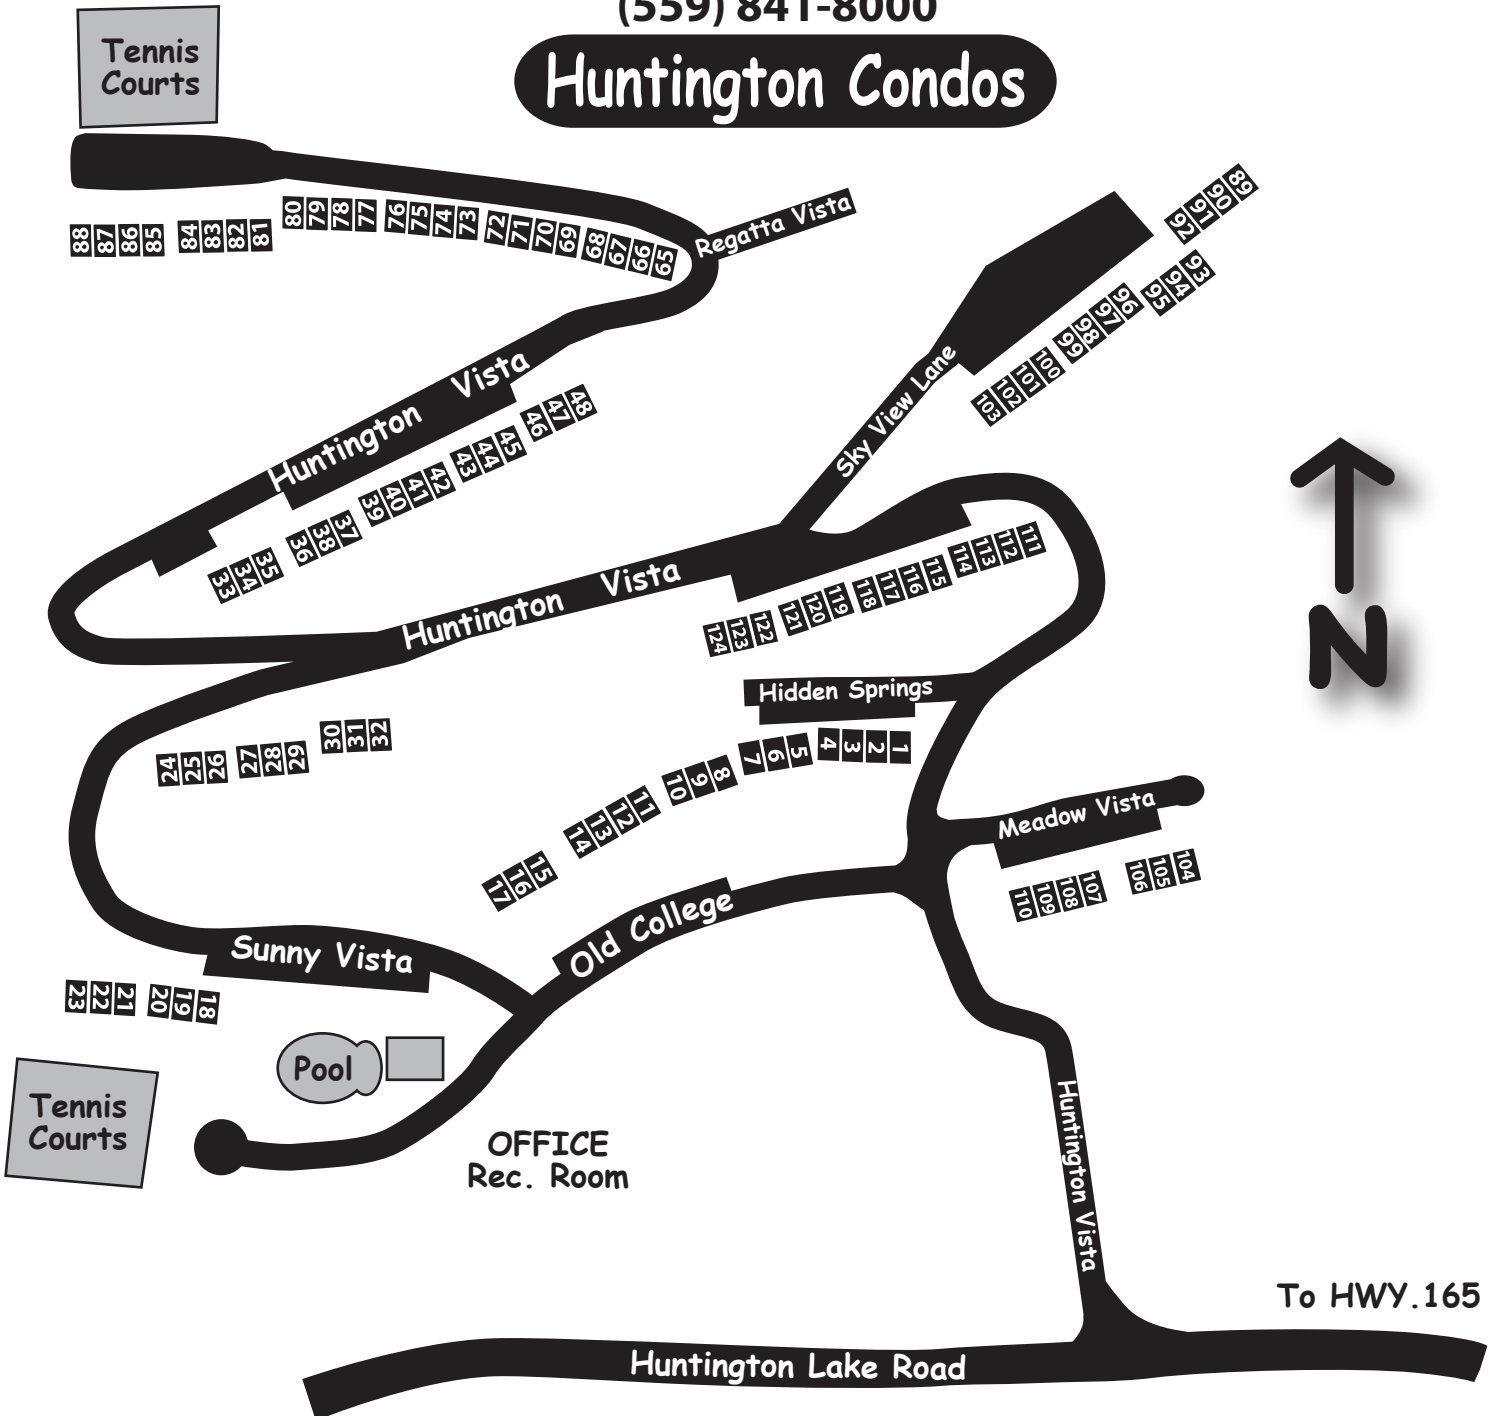 (559) 841-8000
Huntington Condos
Tennis
Courts
Regatta Vista
88 87 86 85
84 83 82 81
80 79 78 77
76 75 74 73
72 71 70 69
68 67 66 65
92 91 90 89
95 94 93
99 98 97 96
103 102 101 100
Sky View Lane
Huntington Vista
33 34 35
36 38 37
39 40 41 42
43 44 45
46 47 48
Huntington Vista
124 123 122
121 120 119
118 117 116 115
114 113 112 111
N
Hidden Springs
24 25 26
27 28 29
30 31 32
17 16 15
14 13 12 11
10 9 8
7 6 5
4 3 2 1
Meadow Vista
110 109 108 107
106 105 104
Old College
Sunny Vista
23 22 21
20 19 18
Pool
Tennis
Courts
OFFICE
Rec. Room
Huntington Vista
To HWY.165
Huntington Lake Road